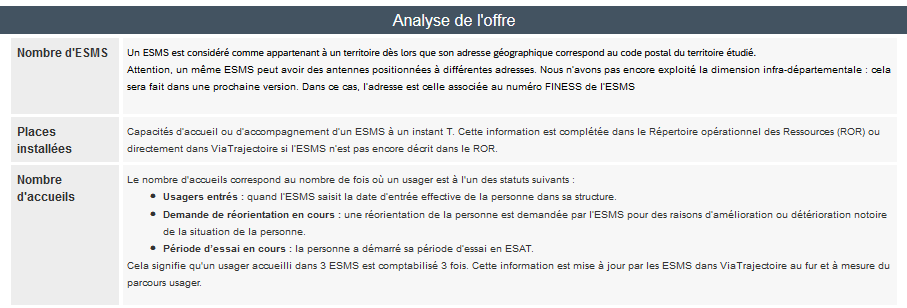 Analyse de l'offre
Nombre d'ESMS
Un ESMS est considéré comme appartenant à un territoire dès lors que son adresse géographique correspond au code postal du territoire étudié.
Attention, un même ESMS peut avoir des antennes positionnées à différentes adresses. Nous n'avons pas encore exploité la dimension infra-départementale : cela
sera fait dans une prochaine version. Dans ce cas, l'adresse est celle associée au numéro FINESS de l'ESMS
Places
installées
Capacités d'accueil ou d'accompagnement d'un ESMS à un instant T. Cette information est complétée dans le Répertoire opérationnel des Ressources (ROR) ou
directement dans ViaTrajectoire si l'ESMS n'est pas encore décrit dans le ROR.
Nombre
d'accueils
Le nombre d'accueils correspond au nombre de fois où un usager est à l'un des statuts suivants :
• Usagers entrés : quand l'ESMS saisit la date d'entrée effective de la personne dans sa structure.
• Demande de réorientation en cours : une réorientation de la personne est demandée par l'ESMS pour des raisons d'amélioration ou détérioration notoire
de la situation de la personne.
• Période d'essai en cours : la personne a démarré sa période d'essai en ESAT.
Cela signifie qu'un usager accueilli dans 3 ESMS est comptabilisé 3 fois. Cette information est mise à jour par les ESMS dans ViaTrajectoire au fur et à mesure du
parcours usager.